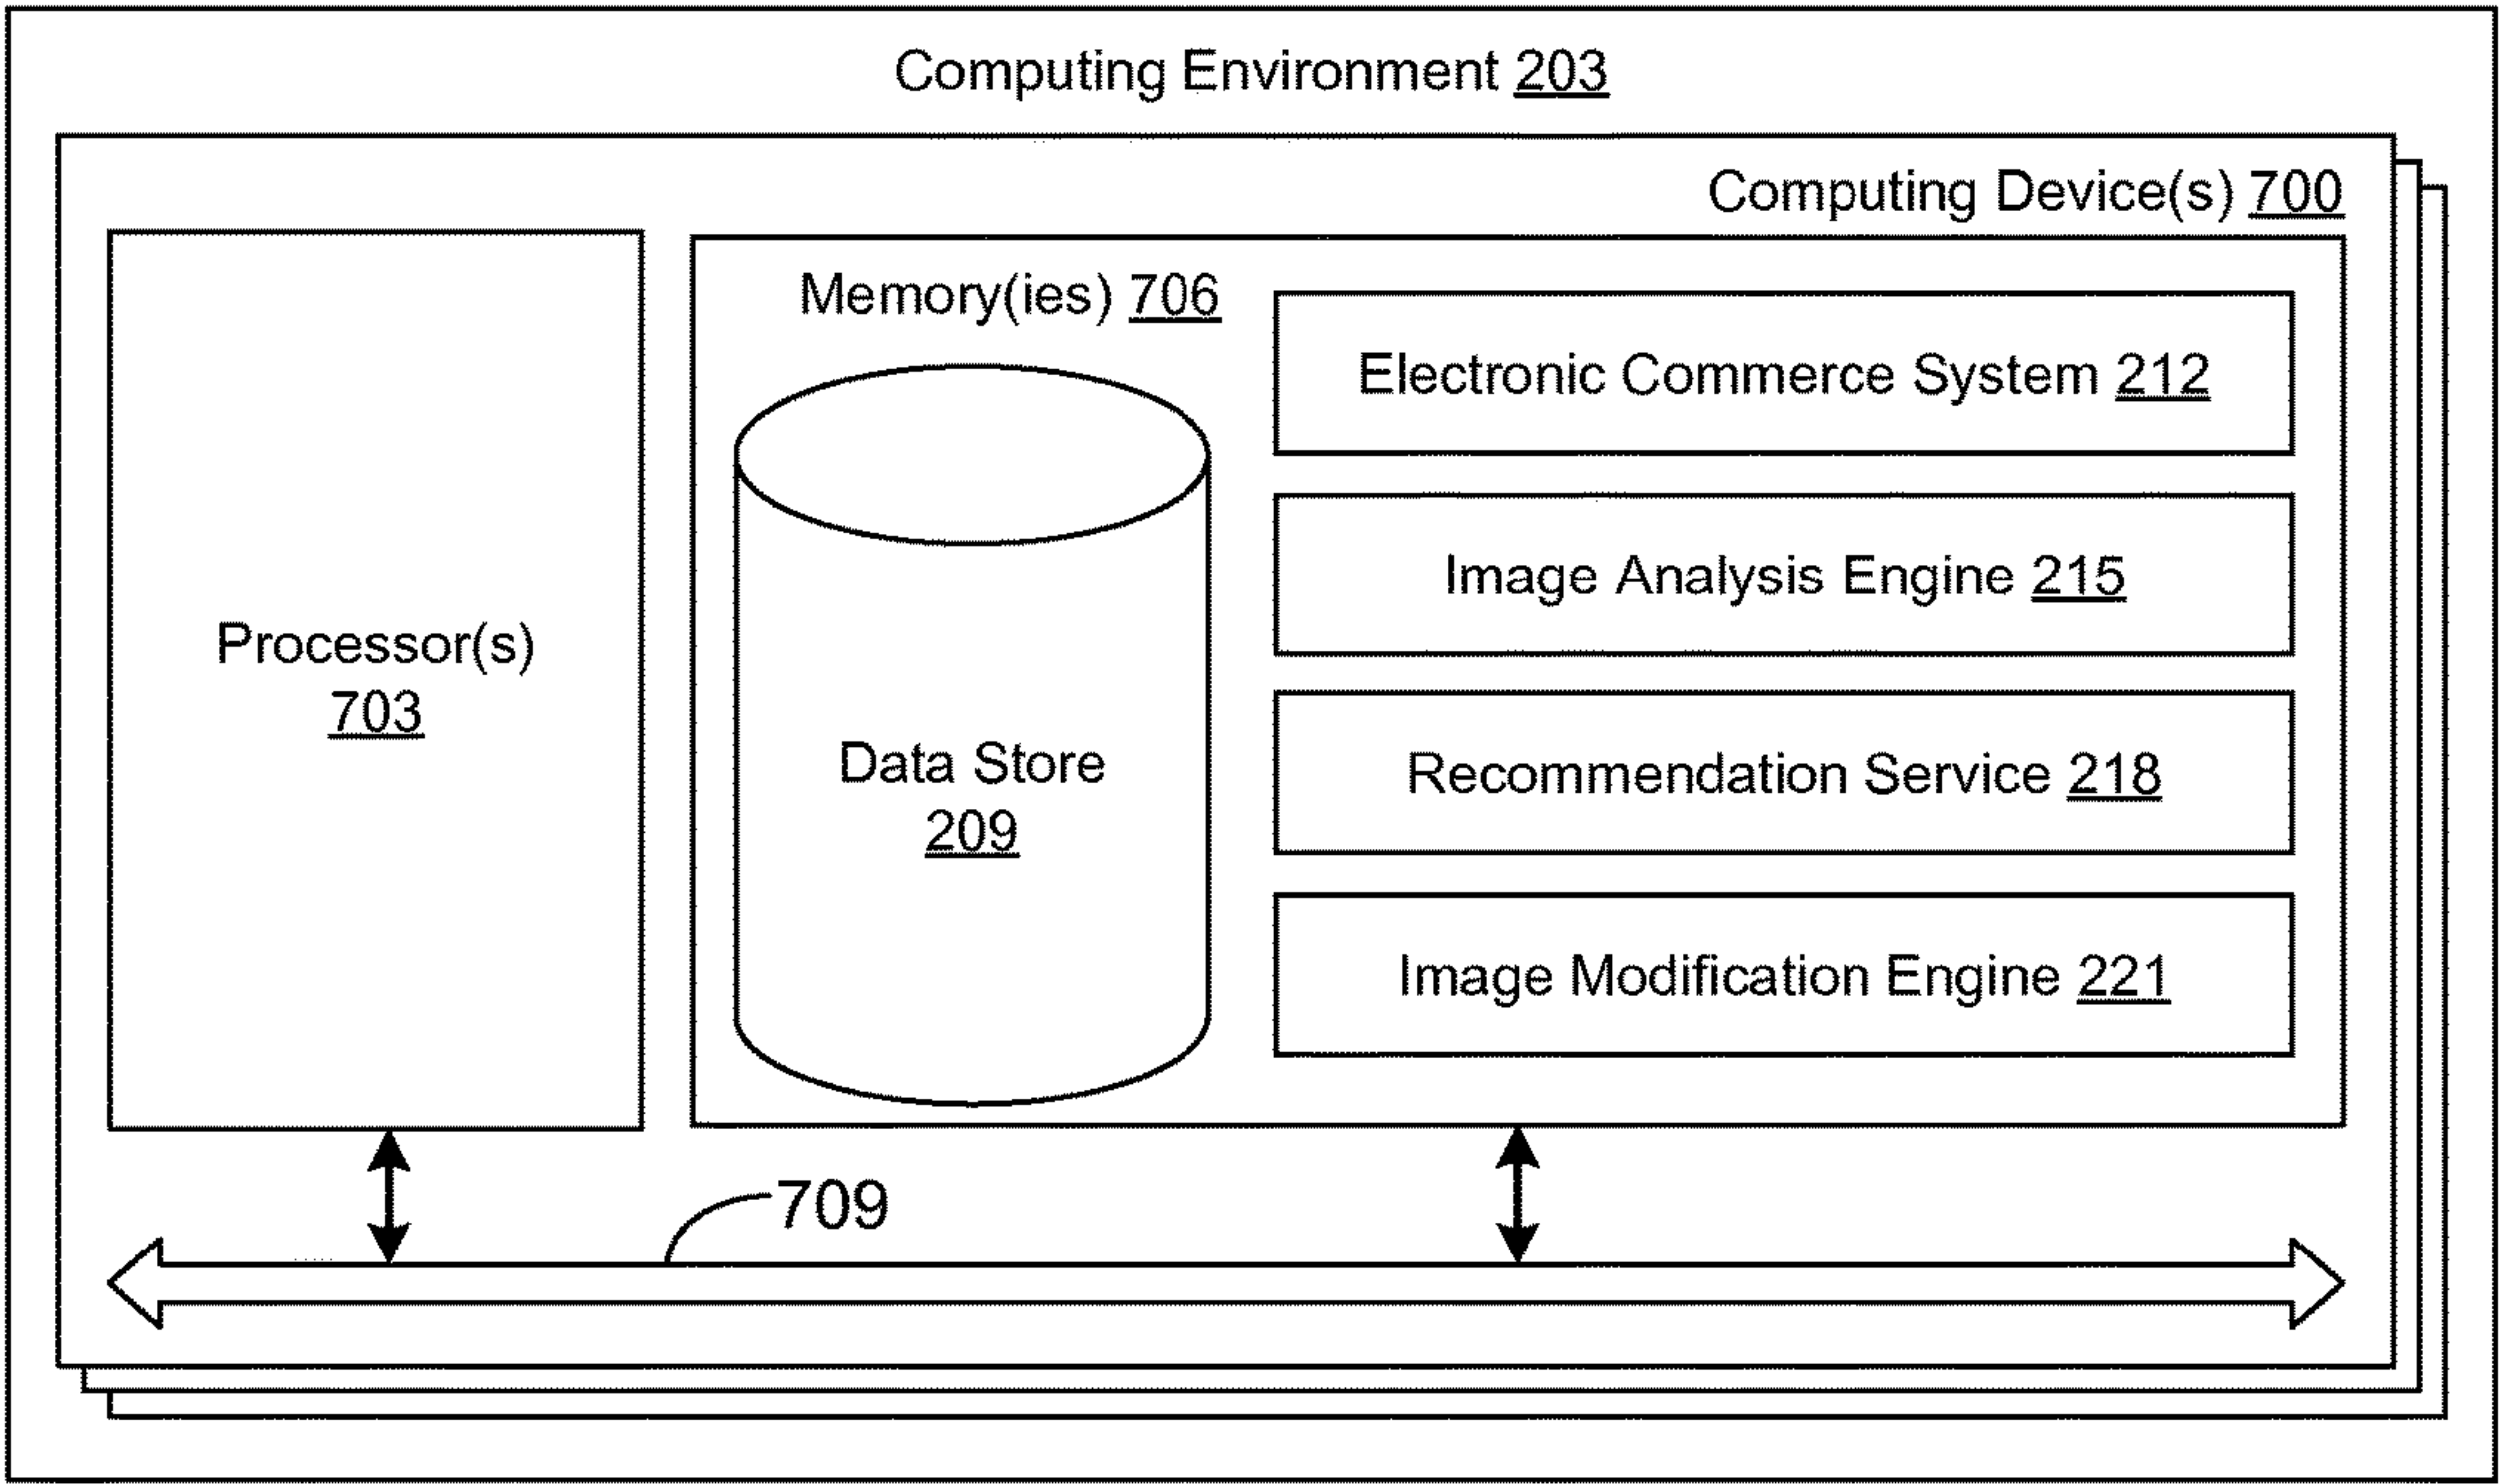 Computing Environment 203
Computing Device(s) 700
Processor(s)
703
Memory(ies) 706
Data Store
209
Electronic Commerce System 212
Image Analysis Engine 215
Recommendation Service 218
Image Modification Engine 221
709